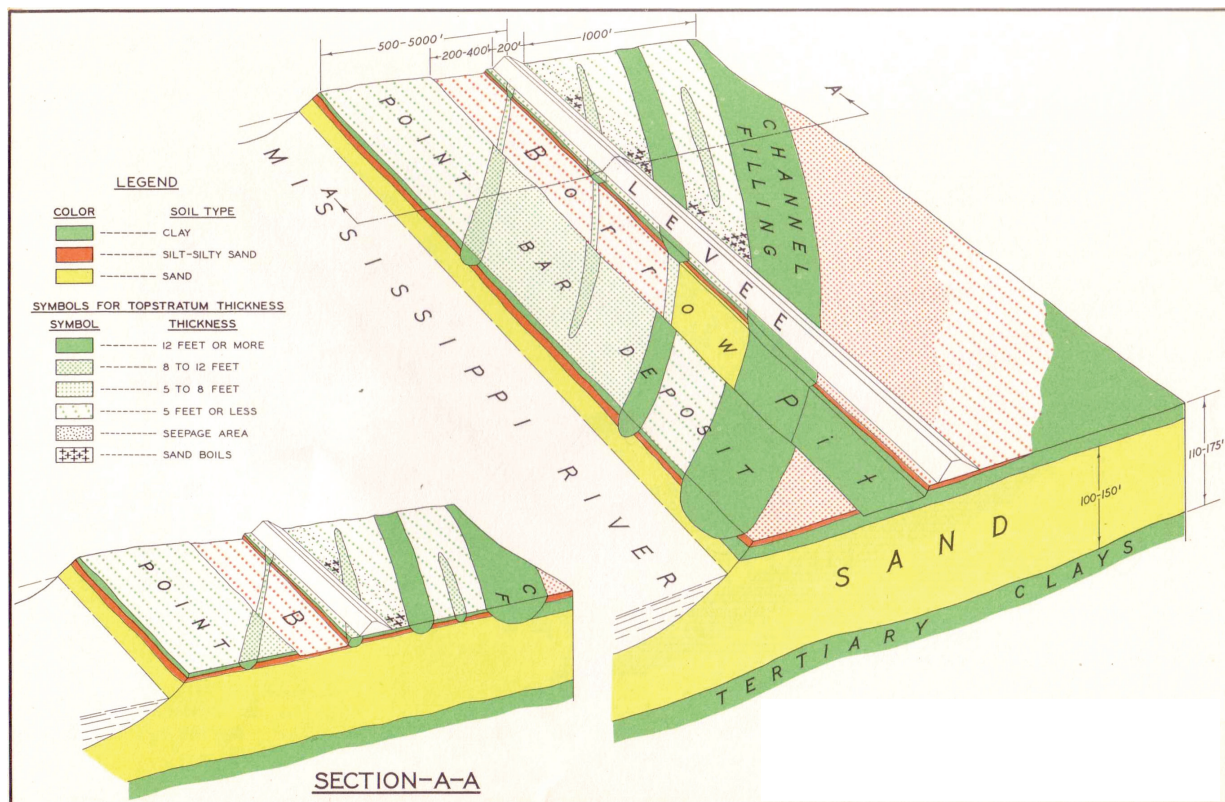 500-5000'
200-400'
200'
1000'
A
A
POINT
BAR
DEPOSIT
Borrow Pit
LEVEE
CHANNEL
FILLING
MISSISSIPPI RIVER
LEGEND
COLOR SOIL TYPE
CLAY
SILT-SILTY SAND
SAND
SYMBOLS FOR TOPSTRATUM THICKNESS
SYMBOL THICKNESS
12 FEET OR MORE
8 TO 12 FEET
5 TO 8 FEET
5 FEET OR LESS
SEEPAGE AREA
SAND BOILS
110-175'
100-150'
SAND
TERTIARY CLAYS
POINT
B
C
F
SECTION-A-A